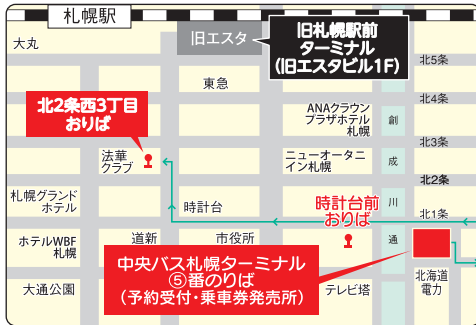 札幌駅
大丸
旧エスタ
旧札幌駅前
ターミナル
(旧エスタビル1F)
北5条
東急
北4条
北2条西3丁目
おりば
ANAクラウン
プラザホテル
札幌
創
北3条
法華
クラブ
ニューオータニ
イン札幌
成
北2条
札幌グランド
ホテル
時計台
時計台前
おりば
川
北1条
ホテルWBF
札幌
道新
市役所
通
中央バス札幌ターミナル
⑤番のりば
(予約受付・乗車券発売所)
大通公園
テレビ塔
北海道
電力